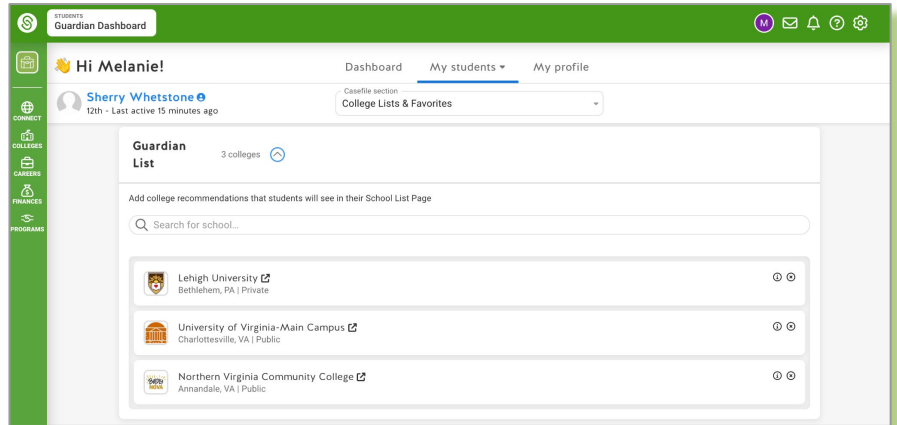 STUDENTS
Guardian Dashboard
M
👋 Hi Melanie!
Dashboard
My students
My profile
Sherry Whetstone
12th - Last active 15 minutes ago
Casefile section
College Lists & Favorites
CONNECT
COLLEGES
CAREERS
FINANCES
PROGRAMS
Guardian
List
3 colleges
Add college recommendations that students will see in their School List Page
Search for school...
Lehigh University
Bethlehem, PA | Private
University of Virginia-Main Campus
Charlottesville, VA | Public
NOVA
Northern Virginia Community College
Annandale, VA | Public